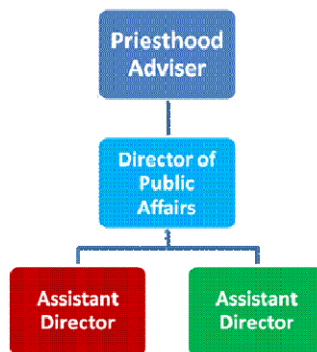 Priesthood
Adviser
Director of
Public
Affairs
Assistant
Director
Assistant
Director